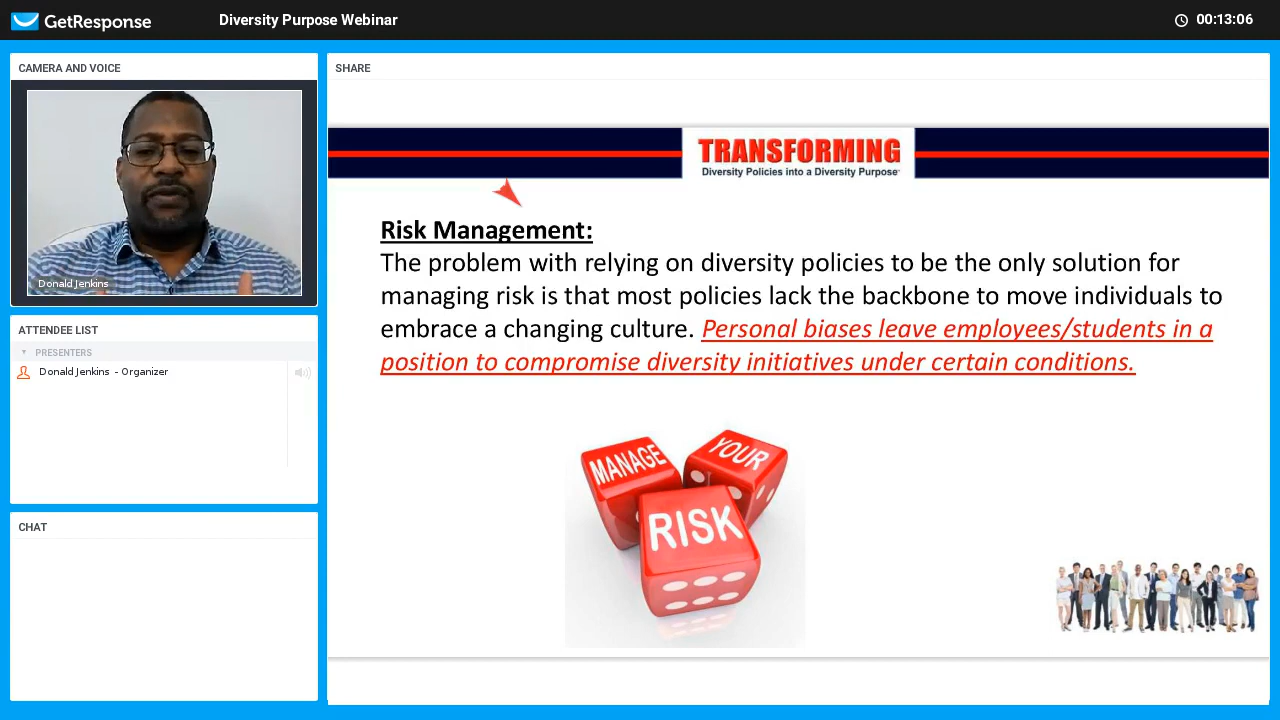 GetResponse
Diversity Purpose Webinar
00:13:06
CAMERA AND VOICE
Donald Jenkins
ATTENDEE LIST
PRESENTERS
Donald Jenkins - Organizer
CHAT
SHARE
TRANSFORMING
Diversity Policies into a Diversity Purpose
Risk Management:
The problem with relying on diversity policies to be the only solution for
managing risk is that most policies lack the backbone to move individuals to
embrace a changing culture. Personal biases leave employees/students in a
position to compromise diversity initiatives under certain conditions.
MANAGE
YOUR
RISK